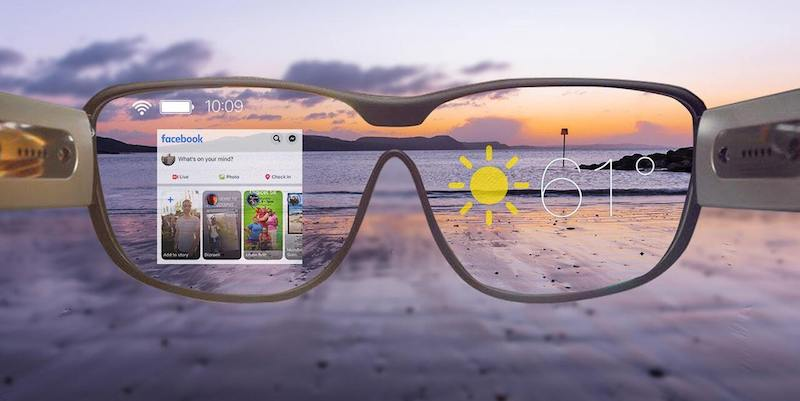 10:09
facebook
What's on your mind?
Live Photo Check In
61°
Add to story